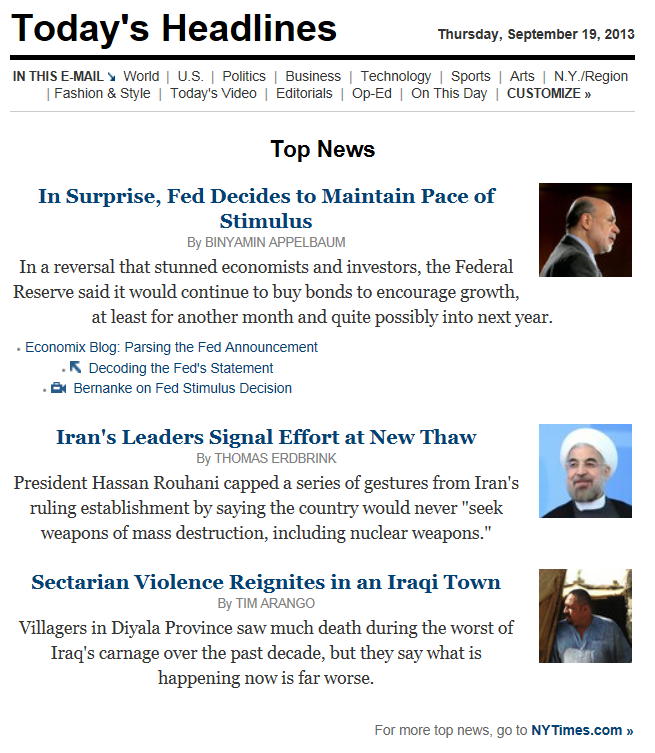 Today's Headlines
Thursday, September 19, 2013
IN THIS E-MAIL World | U.S. | Politics | Business | Technology | Sports | Arts | N.Y./Region
| Fashion & Style | Today's Video | Editorials | Op-Ed | On This Day | CUSTOMIZE »
Top News
In Surprise, Fed Decides to Maintain Pace of
Stimulus
By BINYAMIN APPELBAUM
In a reversal that stunned economists and investors, the Federal
Reserve said it would continue to buy bonds to encourage growth,
at least for another month and quite possibly into next year.
Economix Blog: Parsing the Fed Announcement
Decoding the Fed's Statement
Bernanke on Fed Stimulus Decision
Iran's Leaders Signal Effort at New Thaw
By THOMAS ERDBRINK
President Hassan Rouhani capped a series of gestures from Iran's
ruling establishment by saying the country would never "seek
weapons of mass destruction, including nuclear weapons."
Sectarian Violence Reignites in an Iraqi Town
By TIM ARANGO
Villagers in Diyala Province saw much death during the worst of
Iraq's carnage over the past decade, but they say what is
happening now is far worse.
For more top news, go to NYTimes.com »